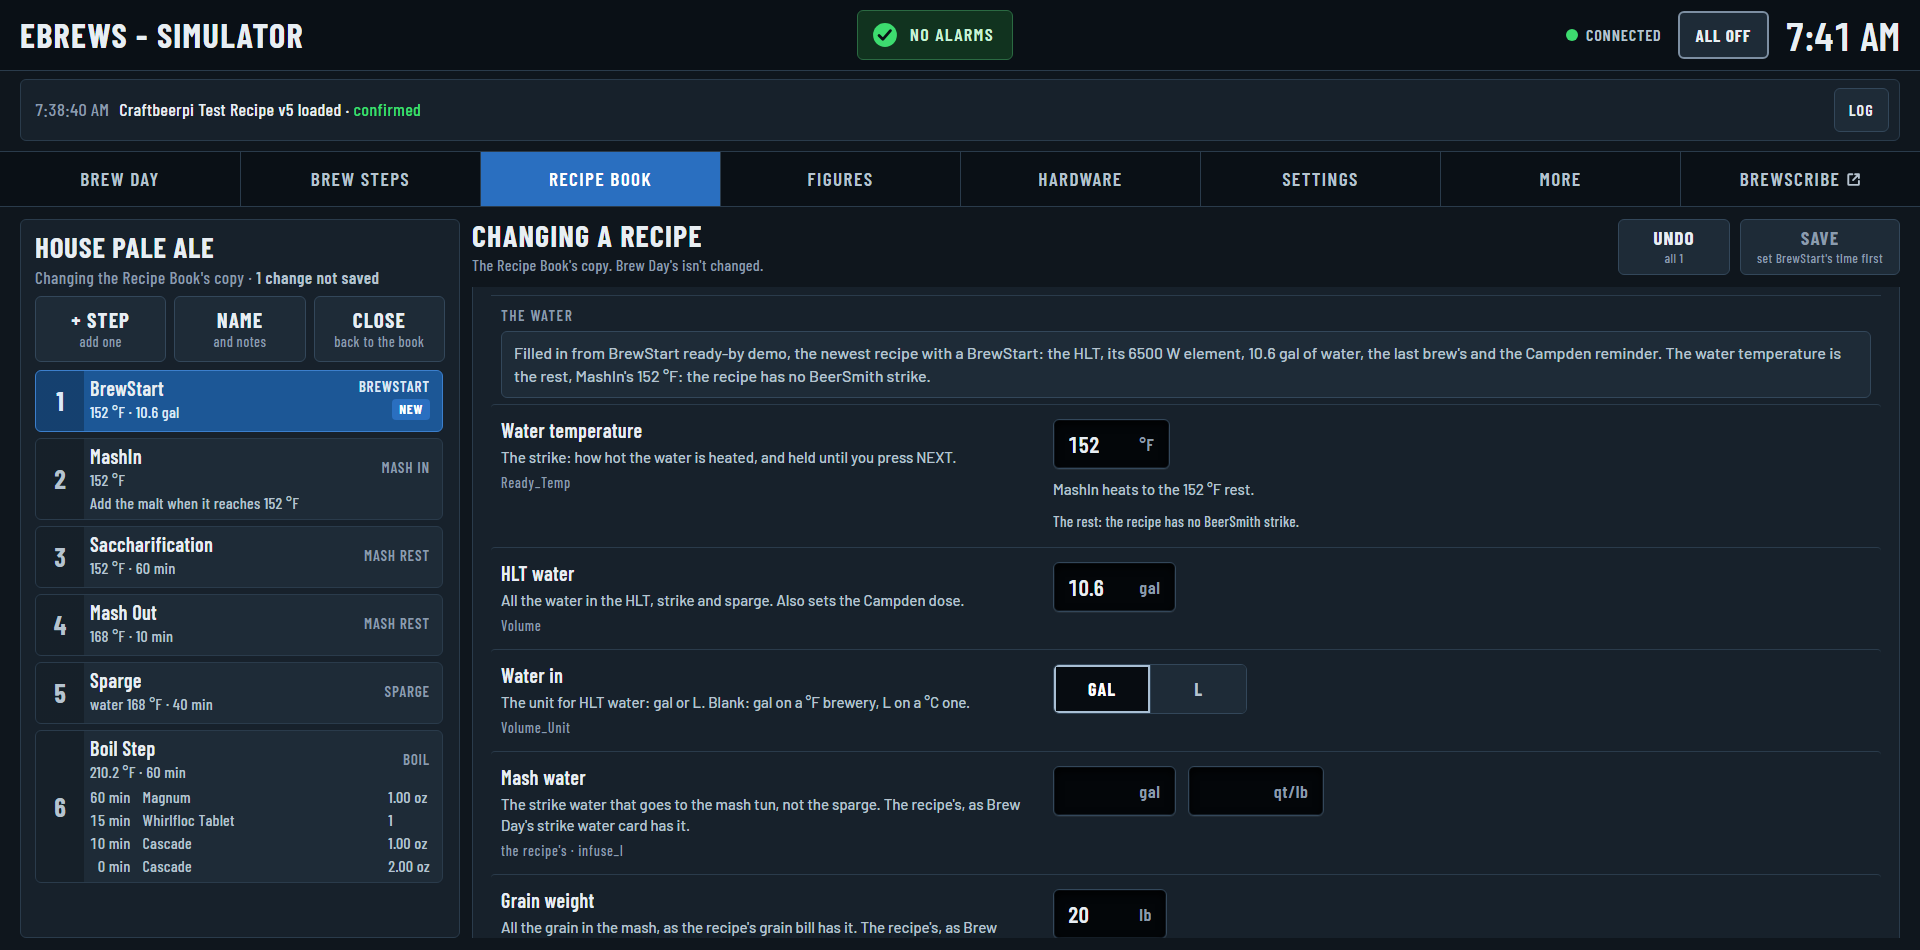 EBREWS - SIMULATOR
NO ALARMS
CONNECTED
ALL OFF
7:41 AM
7:38:40 AM Craftbeerpi Test Recipe v5 loaded · confirmed
LOG
BREW DAY
BREW STEPS
RECIPE BOOK
FIGURES
HARDWARE
SETTINGS
MORE
BREWSCRIBE
HOUSE PALE ALE
Changing the Recipe Book's copy · 1 change not saved
+ STEP
add one
NAME
and notes
CLOSE
back to the book
1
BrewStart
BREWSTART
152 °F · 10.6 gal
NEW
2
MashIn
MASH IN
152 °F
Add the malt when it reaches 152 °F
3
Saccharification
MASH REST
152 °F · 60 min
4
Mash Out
MASH REST
168 °F · 10 min
5
Sparge
SPARGE
water 168 °F · 40 min
6
Boil Step
BOIL
210.2 °F · 60 min
60 min Magnum 1.00 oz
15 min Whirlfloc Tablet 1
10 min Cascade 1.00 oz
0 min Cascade 2.00 oz
CHANGING A RECIPE
The Recipe Book's copy. Brew Day's isn't changed.
UNDO
all 1
SAVE
set BrewStart's time first
THE WATER
Filled in from BrewStart ready-by demo, the newest recipe with a BrewStart: the HLT, its 6500 W element, 10.6 gal of water, the last brew's and the Campden reminder. The water temperature is
the rest, MashIn's 152 °F: the recipe has no BeerSmith strike.
Water temperature
The strike: how hot the water is heated, and held until you press NEXT.
Ready_Temp
152 °F
MashIn heats to the 152 °F rest.
The rest: the recipe has no BeerSmith strike.
HLT water
All the water in the HLT, strike and sparge. Also sets the Campden dose.
Volume
10.6 gal
Water in
The unit for HLT water: gal or L. Blank: gal on a °F brewery, L on a °C one.
Volume_Unit
GAL
L
Mash water
The strike water that goes to the mash tun, not the sparge. The recipe's, as Brew
Day's strike water card has it.
the recipe's · infuse_l
gal
qt/lb
Grain weight
All the grain in the mash, as the recipe's grain bill has it. The recipe's, as Brew
20 lb